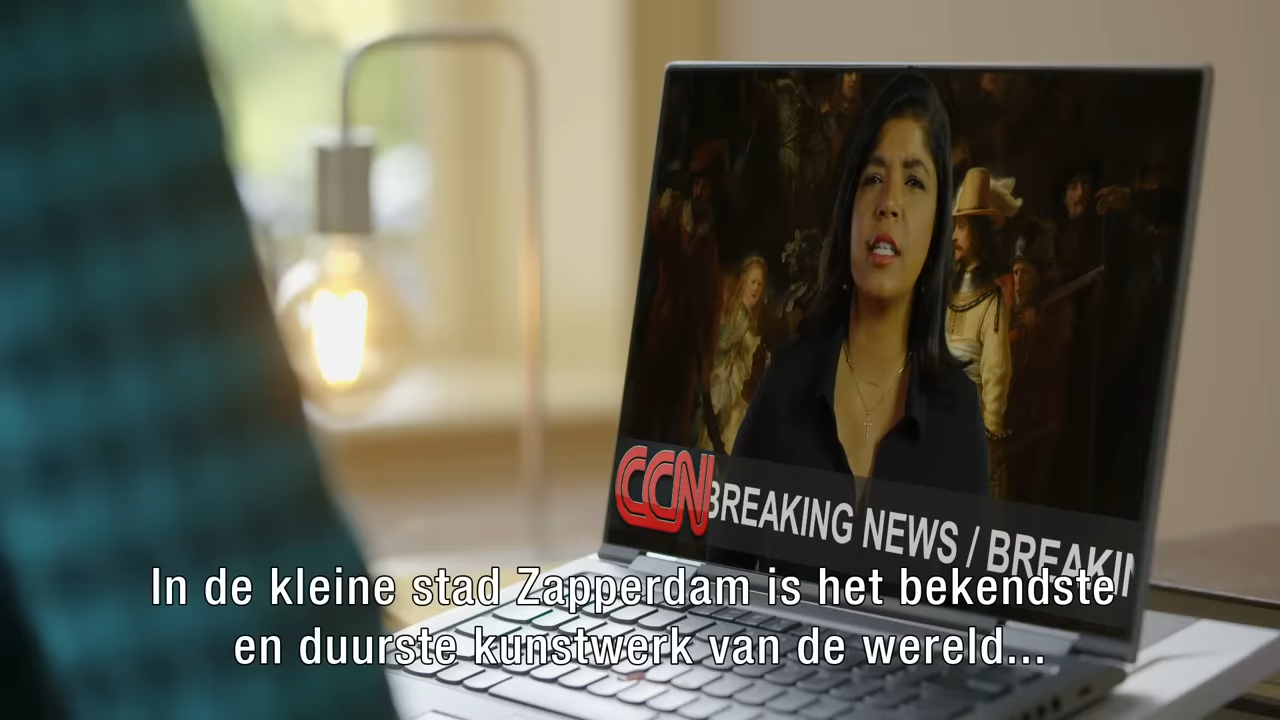 CCN BREAKING NEWS / BREAKIN
In de kleine stad Zapperdam is het bekendste
en duurste kunstwerk van de wereld...